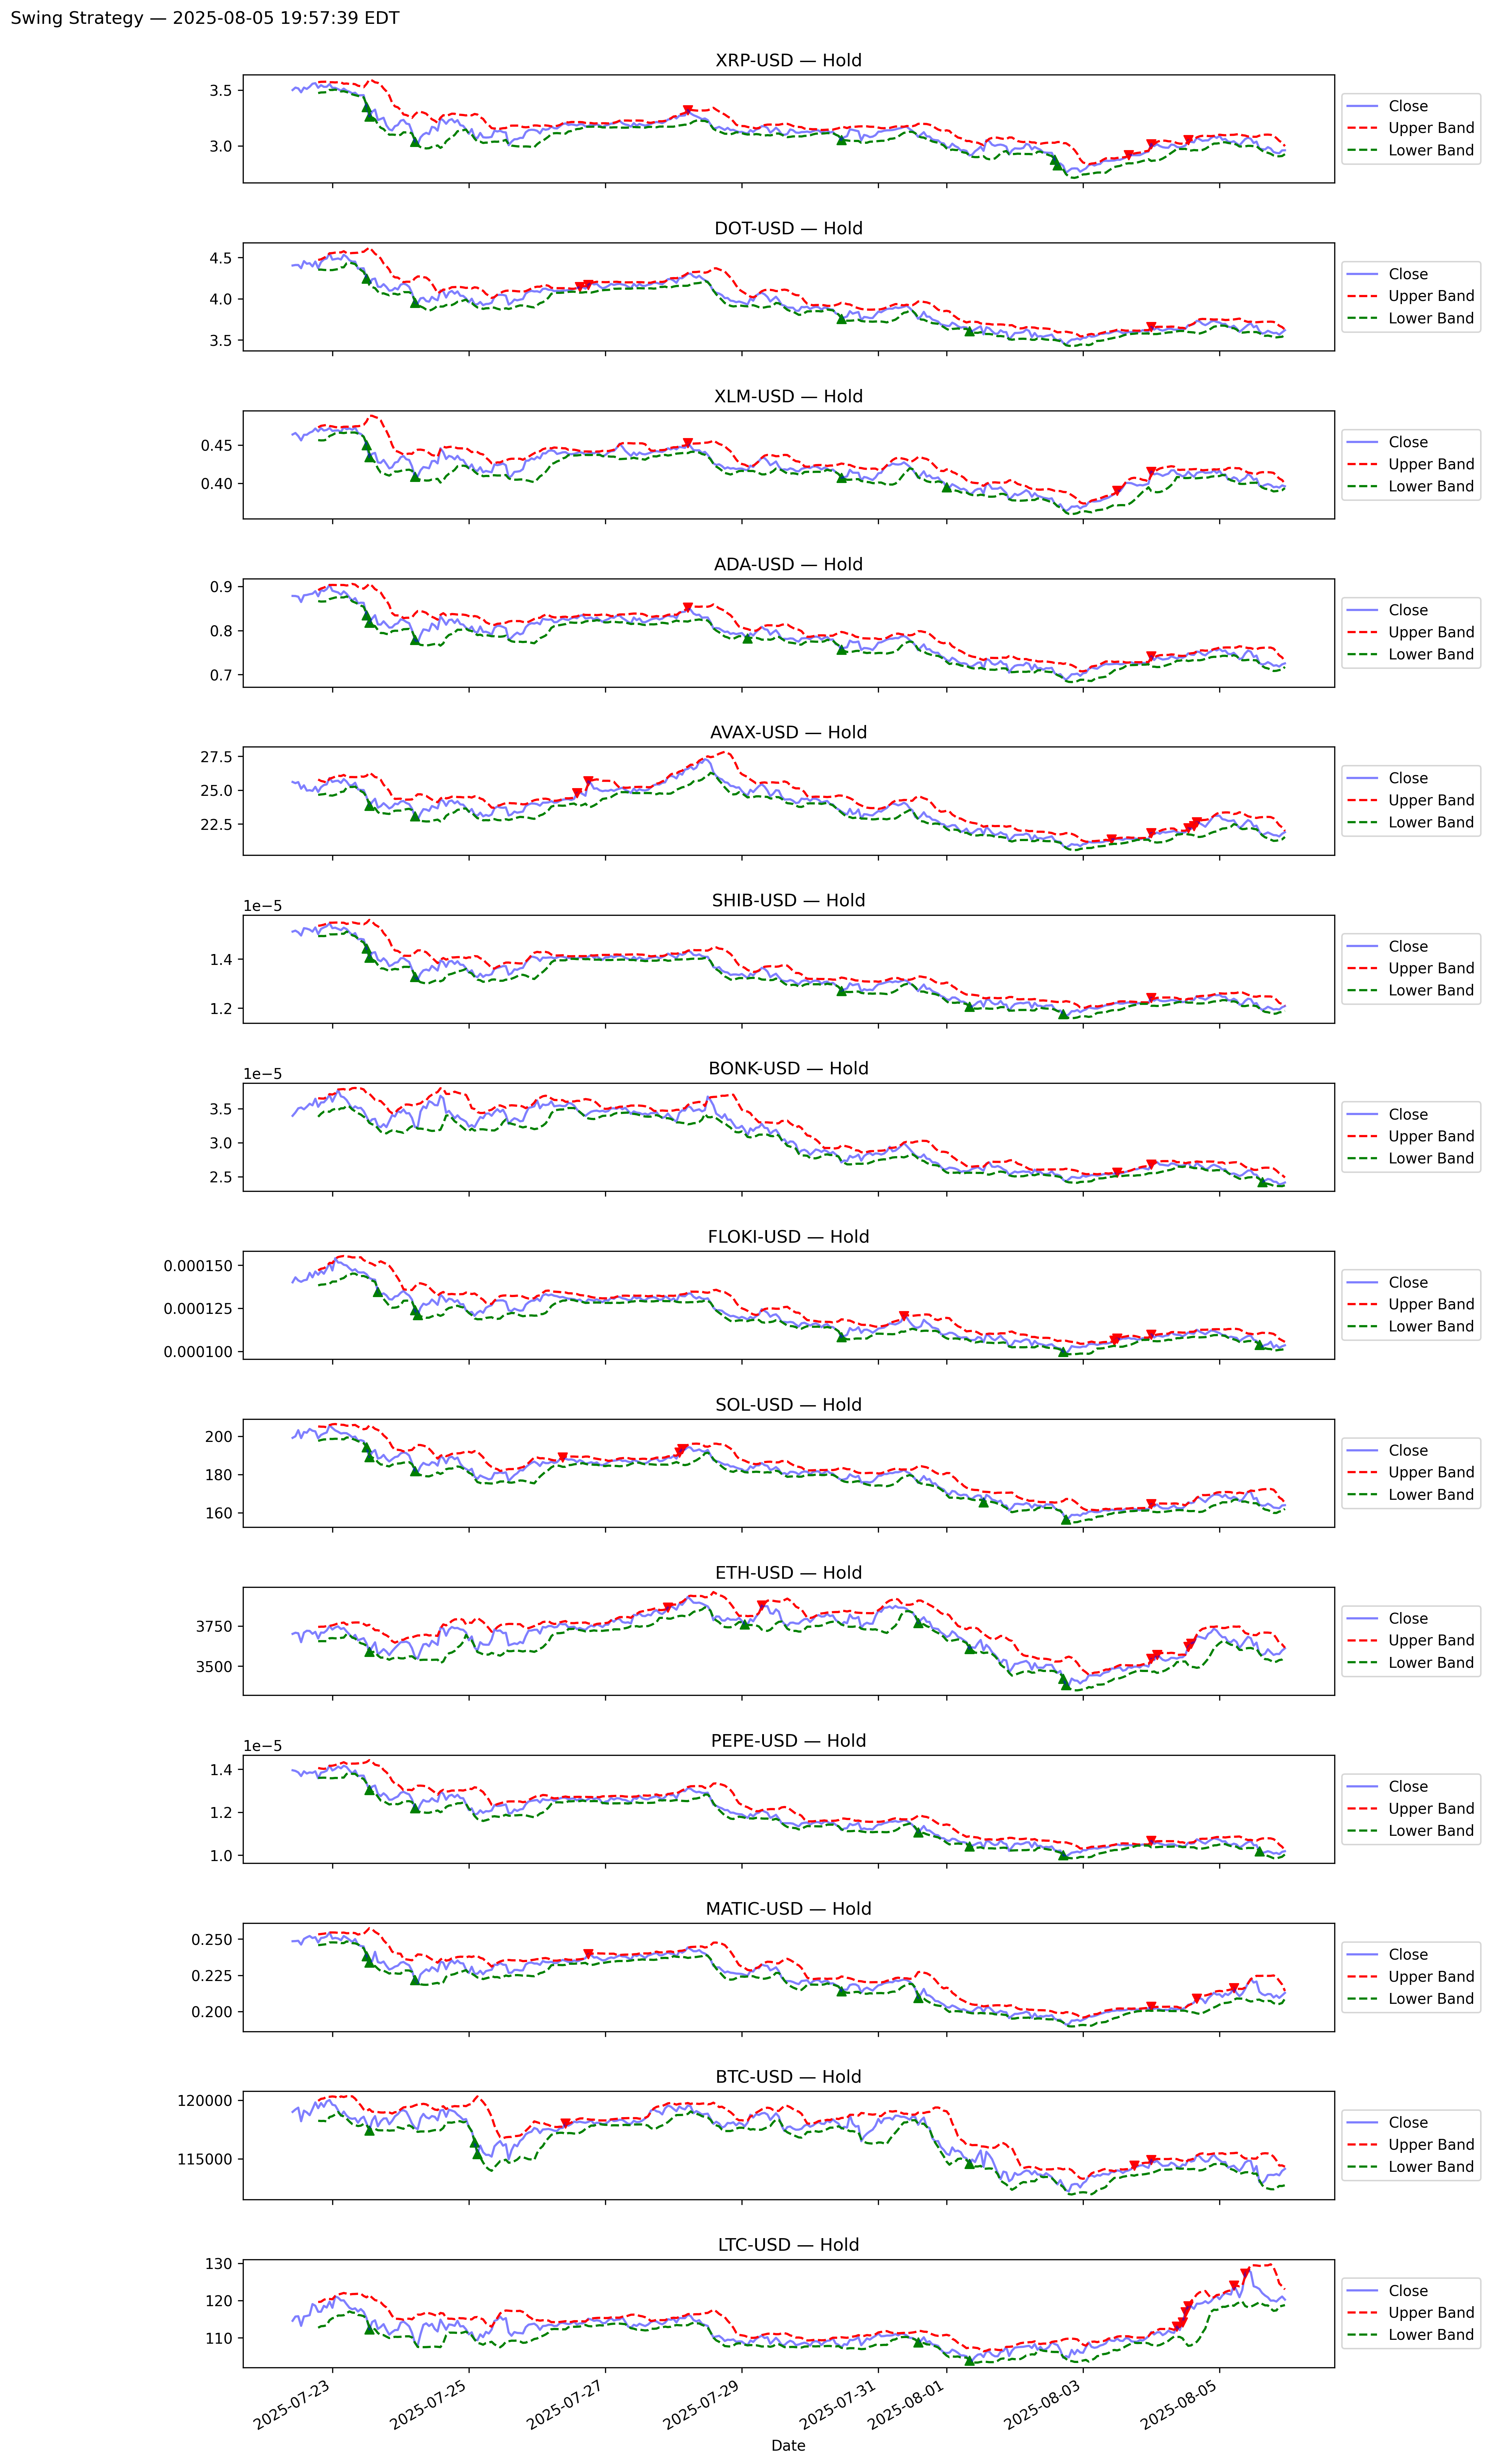 Swing Strategy — 2025-08-05 19:57:39 EDT
XRP-USD — Hold
3.5
3.0
Close
Upper Band
Lower Band
DOT-USD — Hold
4.5
4.0
3.5
Close
Upper Band
Lower Band
XLM-USD — Hold
0.45
0.40
Close
Upper Band
Lower Band
ADA-USD — Hold
0.9
0.8
0.7
Close
Upper Band
Lower Band
AVAX-USD — Hold
27.5
25.0
22.5
Close
Upper Band
Lower Band
SHIB-USD — Hold
1e−5
1.4
1.2
Close
Upper Band
Lower Band
BONK-USD — Hold
1e−5
3.5
3.0
2.5
Close
Upper Band
Lower Band
FLOKI-USD — Hold
0.000150
0.000125
0.000100
Close
Upper Band
Lower Band
SOL-USD — Hold
200
180
160
Close
Upper Band
Lower Band
ETH-USD — Hold
3750
3500
Close
Upper Band
Lower Band
PEPE-USD — Hold
1e−5
1.4
1.2
1.0
Close
Upper Band
Lower Band
MATIC-USD — Hold
0.250
0.225
0.200
Close
Upper Band
Lower Band
BTC-USD — Hold
120000
115000
Close
Upper Band
Lower Band
LTC-USD — Hold
130
120
110
Close
Upper Band
Lower Band
2025-07-23
2025-07-25
2025-07-27
2025-07-29
2025-07-31
2025-08-01
2025-08-03
2025-08-05
Date